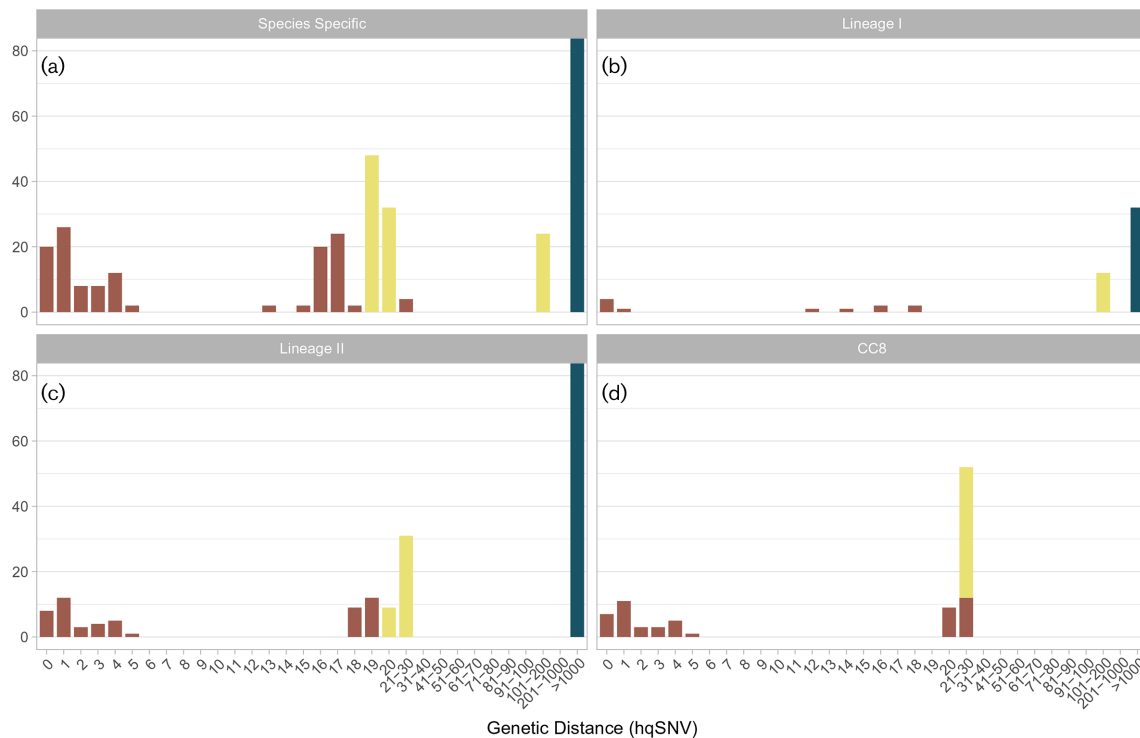 Species Specific
Lineage I
80
60
40
20
0
(a)
(b)
Lineage II
CC8
80
60
40
20
0
(c)
(d)
0 1 2 3 4 5 6 7 8 9 10 11 12 13 14 15 16 17 18 19 20 21–30 31–40 41–50 51–60 61–70 71–80 81–90 91–100 101–200 201–1000 >1000
0 1 2 3 4 5 6 7 8 9 10 11 12 13 14 15 16 17 18 19 20 21–30 31–40 41–50 51–60 61–70 71–80 81–90 91–100 101–200 201–1000 >1000
Genetic Distance (hqSNV)